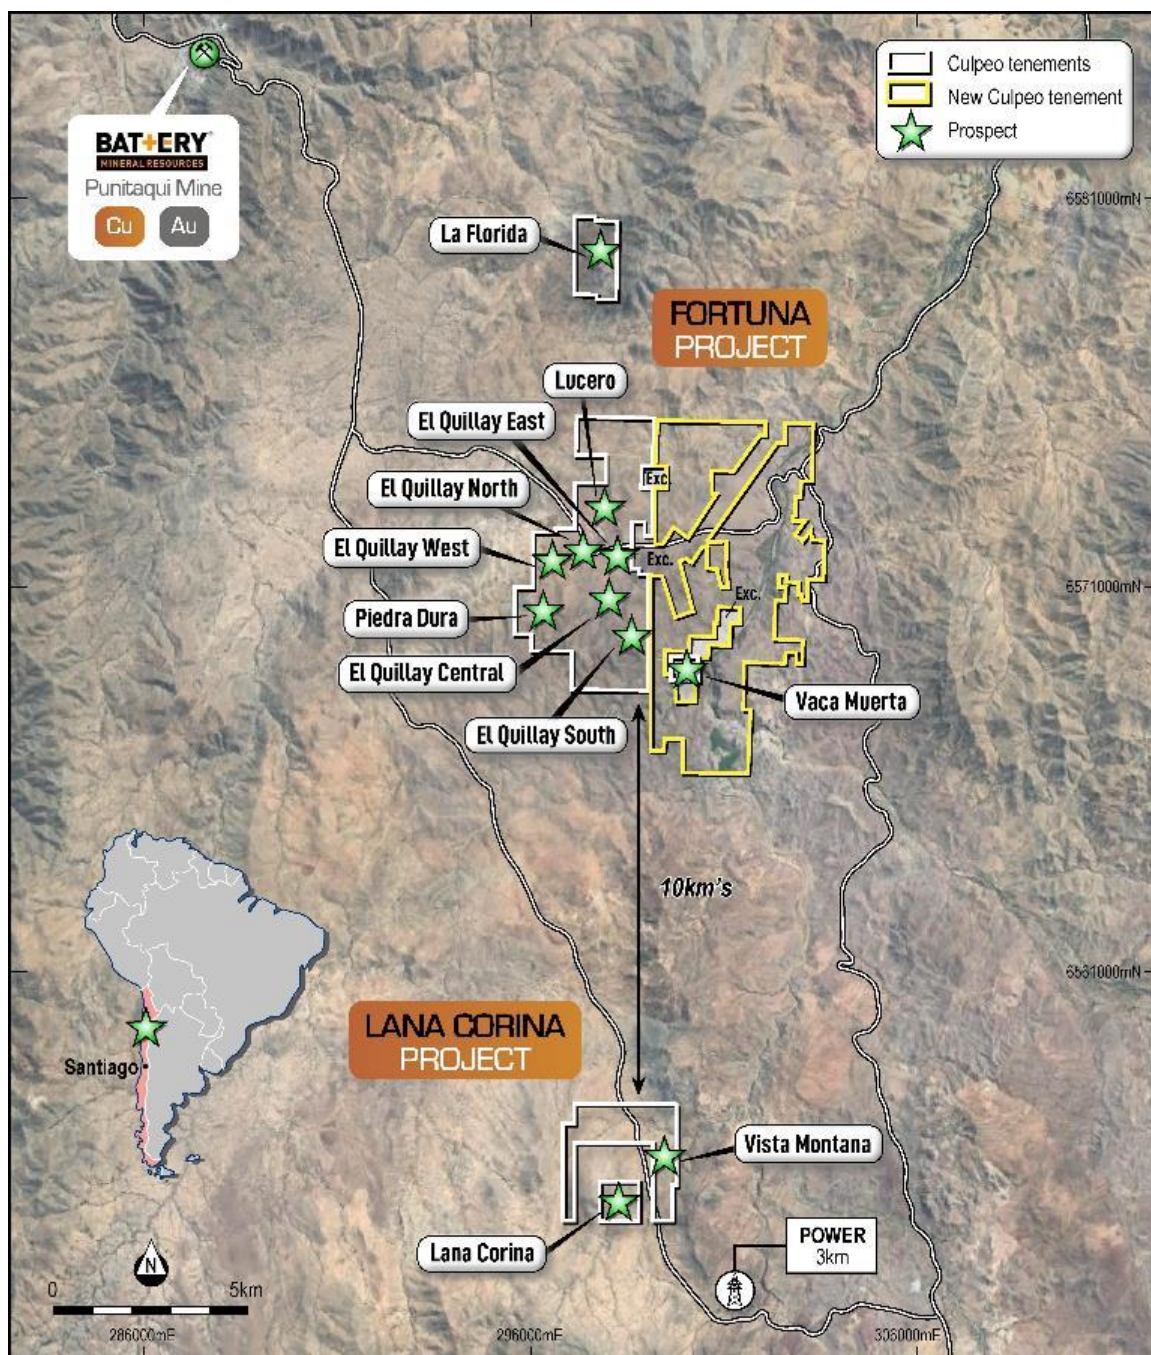 Culpeo tenements
New Culpeo tenement
Prospect
BATTERY
MINERAL RESOURCES
Punitaqui Mine
Cu
Au
6581000mN
La Florida
FORTUNA
PROJECT
Lucero
El Quillay East
El Quillay North
Exc.
El Quillay West
Exc.
6571000mN
Exc.
Piedra Dura
El Quillay Central
Vaca Muerta
El Quillay South
10km's
6561000mN
LANA CORINA
PROJECT
Santiago
Vista Montana
Lana Corina
POWER
3km
N
0
5km
286000mE
296000mE
306000mE